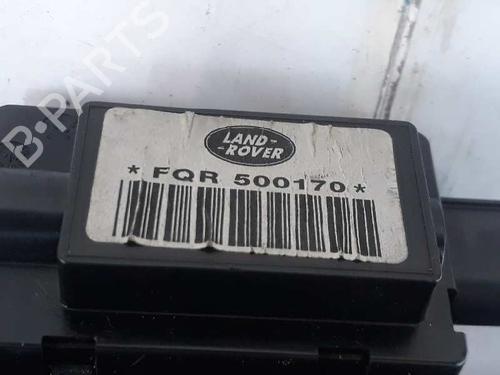 B-PARTS
LAND-
-ROVER
* FQR 500170 *